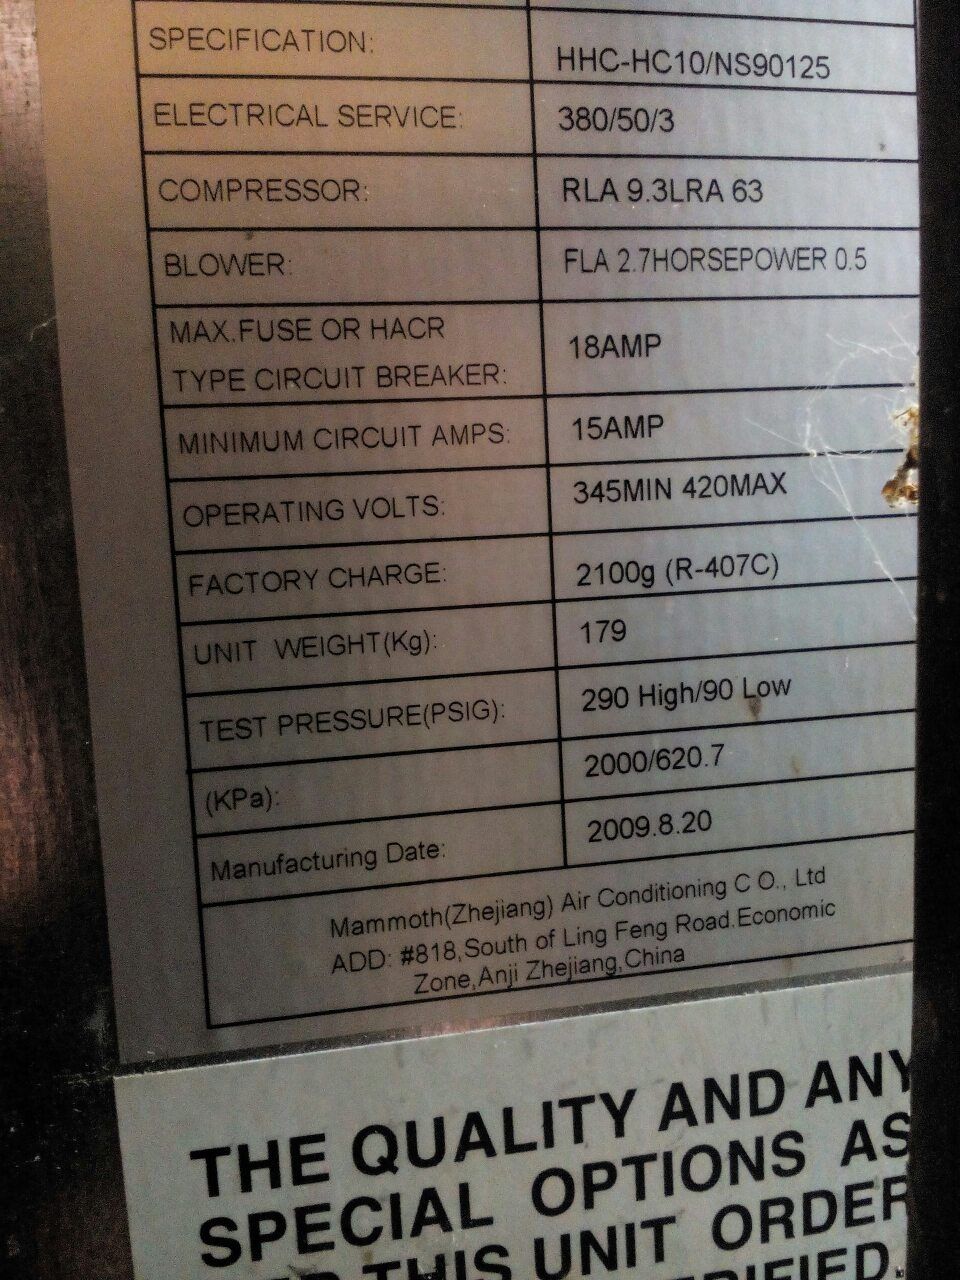 SPECIFICATION: HHC-HC10/NS90125
ELECTRICAL SERVICE: 380/50/3
COMPRESSOR: RLA 9.3LRA 63
BLOWER: FLA 2.7HORSEPOWER 0.5
MAX.FUSE OR HACR
TYPE CIRCUIT BREAKER: 18AMP
MINIMUM CIRCUIT AMPS: 15AMP
OPERATING VOLTS: 345MIN 420MAX
FACTORY CHARGE: 2100g (R-407C)
UNIT WEIGHT(Kg): 179
TEST PRESSURE(PSIG): 290 High/90 Low
(KPa): 2000/620.7
Manufacturing Date: 2009.8.20
Mammoth(Zhejiang) Air Conditioning C O., Ltd
ADD: #818,South of Ling Feng Road.Economic
Zone,Anji Zhejiang,China
THE QUALITY AND ANY
SPECIAL OPTIONS AS
THIS UNIT ORDER